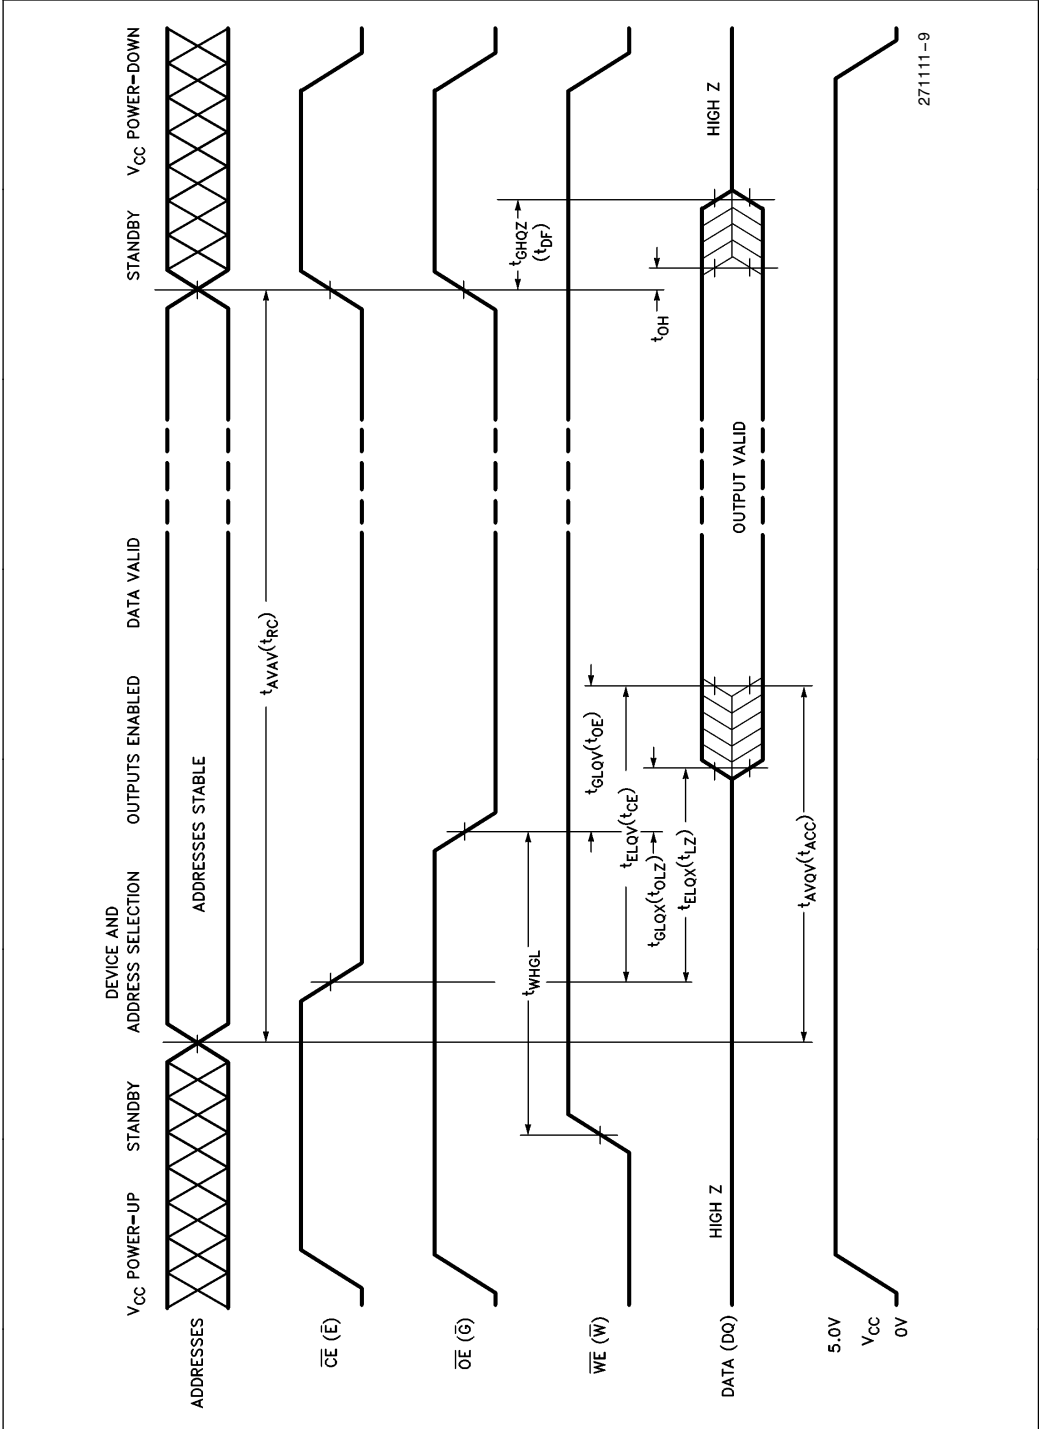 VCC POWER-UP
STANDBY
DEVICE AND
ADDRESS SELECTION
OUTPUTS ENABLED
DATA VALID
STANDBY
VCC POWER-DOWN
ADDRESSES
ADDRESSES STABLE
tAVAV(tRC)
CE (E)
OE (G)
tWHGL
tGHQZ
(tDF)
WE (W)
tGLQV(tOE)
tELQV(tCE)
tGLQX(tOLZ)
tOH
tELQX(tLZ)
DATA (DQ)
HIGH Z
OUTPUT VALID
HIGH Z
tAVQV(tACC)
5.0V
VCC
0V
271111-9